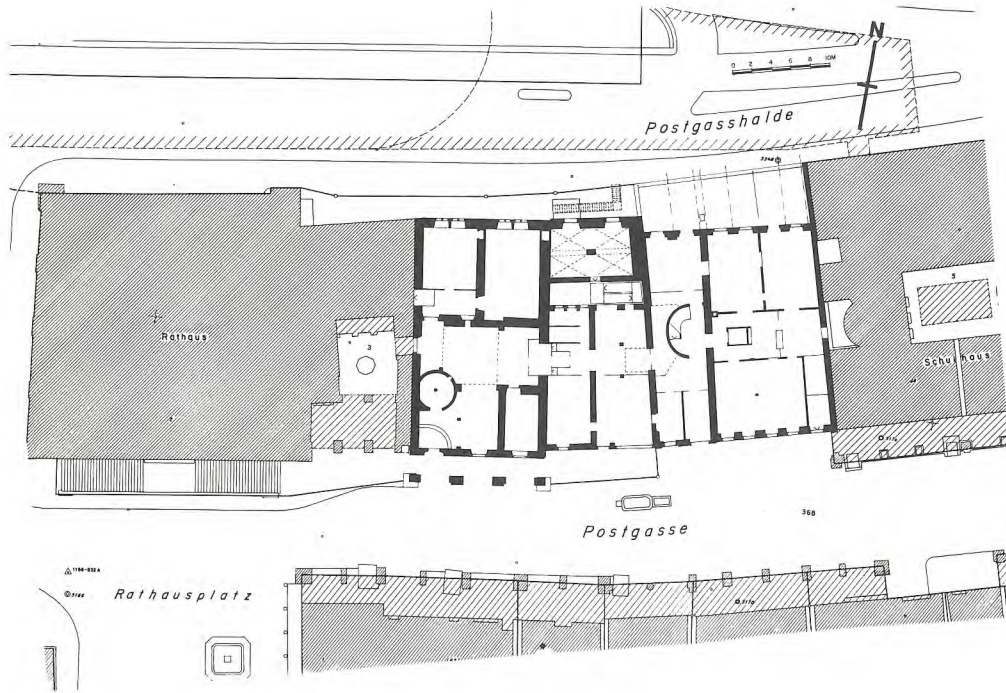 N
0 2 4 6 8 10M
Postgasshalde
Rathaus
3
5
Schulhaus
Postgasse
368
Rathausplatz